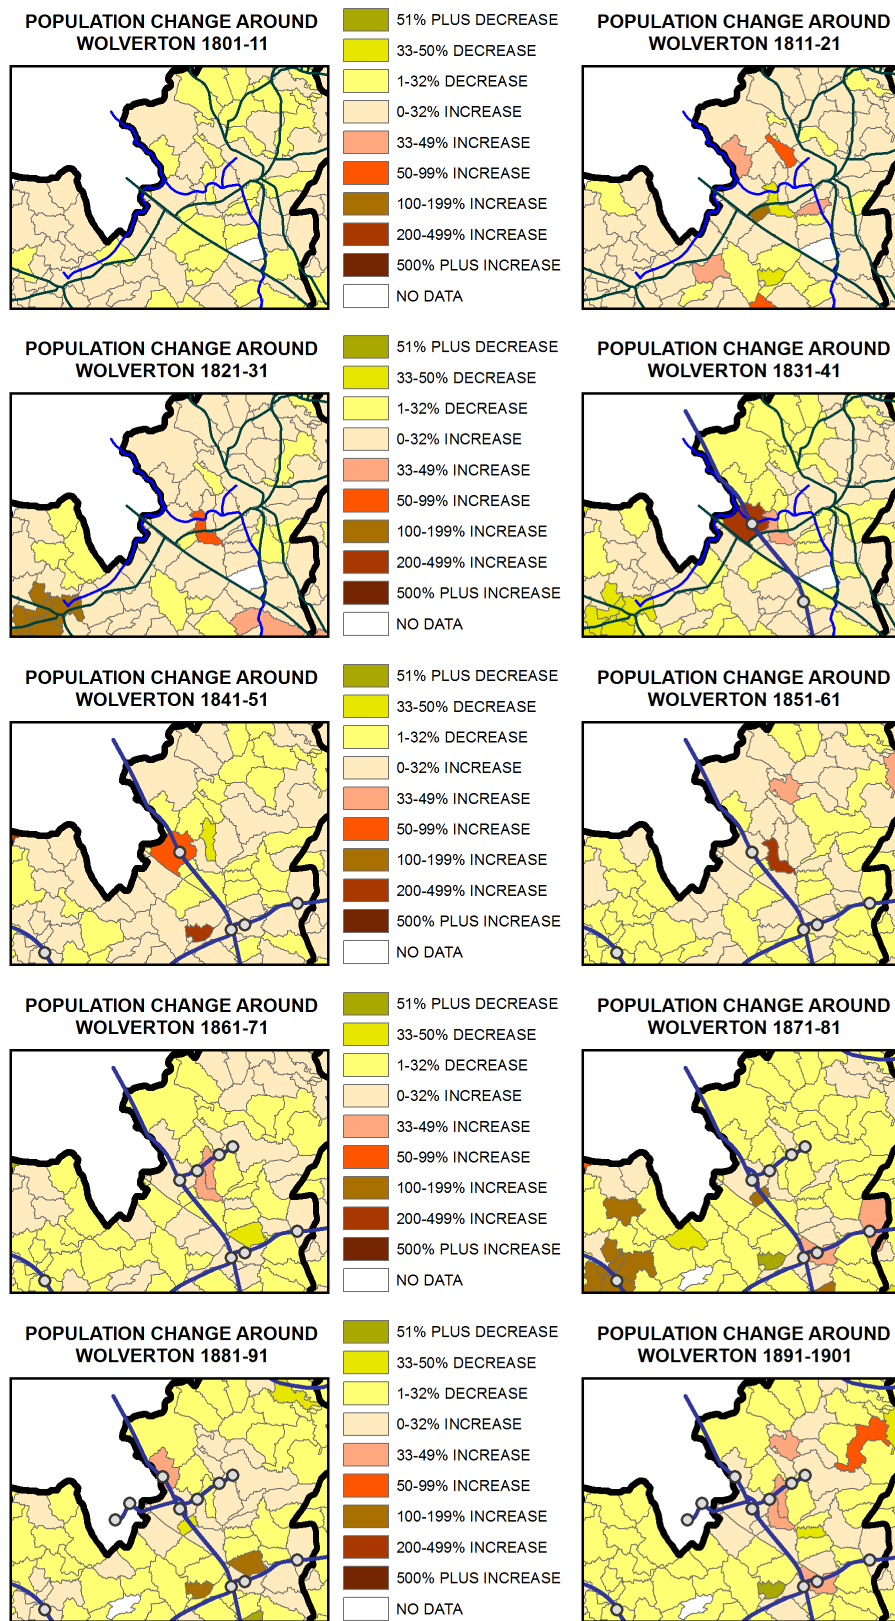 POPULATION CHANGE AROUND
WOLVERTON 1801-11
51% PLUS DECREASE
33-50% DECREASE
1-32% DECREASE
0-32% INCREASE
33-49% INCREASE
50-99% INCREASE
100-199% INCREASE
200-499% INCREASE
500% PLUS INCREASE
NO DATA
POPULATION CHANGE AROUND
WOLVERTON 1811-21
POPULATION CHANGE AROUND
WOLVERTON 1821-31
51% PLUS DECREASE
33-50% DECREASE
1-32% DECREASE
0-32% INCREASE
33-49% INCREASE
50-99% INCREASE
100-199% INCREASE
200-499% INCREASE
500% PLUS INCREASE
NO DATA
POPULATION CHANGE AROUND
WOLVERTON 1831-41
POPULATION CHANGE AROUND
WOLVERTON 1841-51
51% PLUS DECREASE
33-50% DECREASE
1-32% DECREASE
0-32% INCREASE
33-49% INCREASE
50-99% INCREASE
100-199% INCREASE
200-499% INCREASE
500% PLUS INCREASE
NO DATA
POPULATION CHANGE AROUND
WOLVERTON 1851-61
POPULATION CHANGE AROUND
WOLVERTON 1861-71
51% PLUS DECREASE
33-50% DECREASE
1-32% DECREASE
0-32% INCREASE
33-49% INCREASE
50-99% INCREASE
100-199% INCREASE
200-499% INCREASE
500% PLUS INCREASE
NO DATA
POPULATION CHANGE AROUND
WOLVERTON 1871-81
POPULATION CHANGE AROUND
WOLVERTON 1881-91
51% PLUS DECREASE
33-50% DECREASE
1-32% DECREASE
0-32% INCREASE
33-49% INCREASE
50-99% INCREASE
100-199% INCREASE
200-499% INCREASE
500% PLUS INCREASE
NO DATA
POPULATION CHANGE AROUND
WOLVERTON 1891-1901